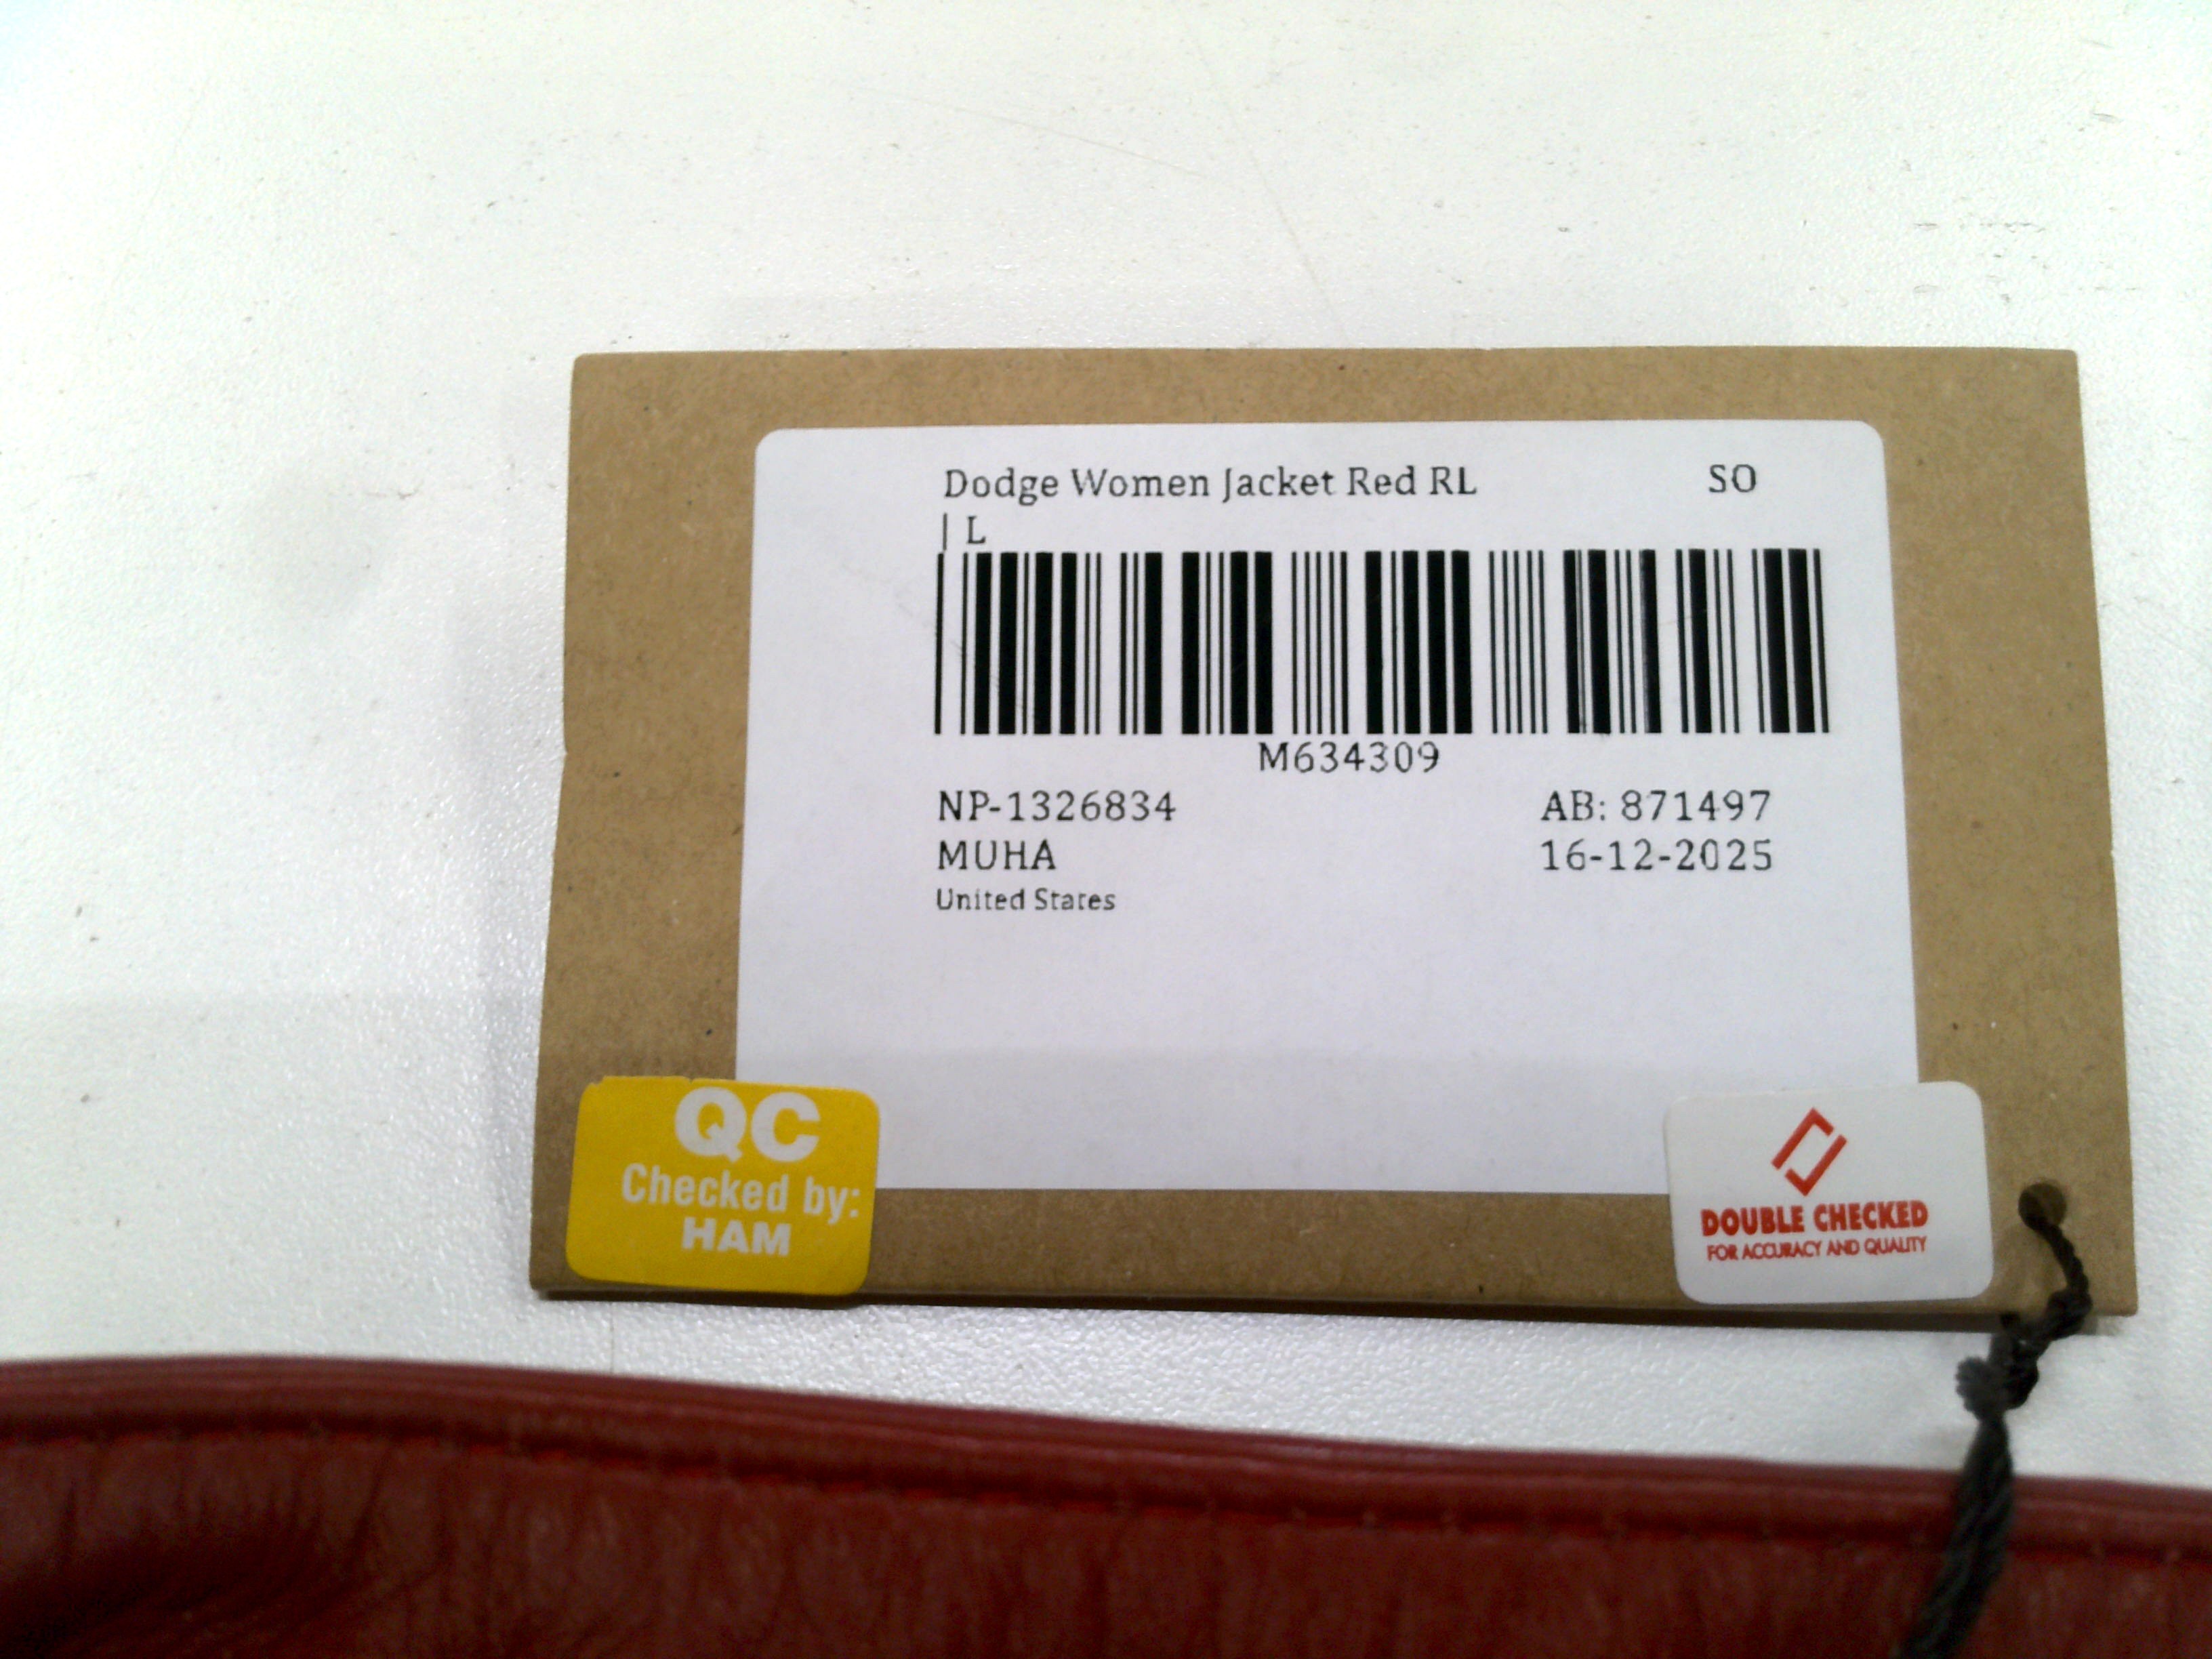 Dodge Women Jacket Red RL SO
| L
M634309
NP-1326834 AB: 871497
MUHA 16-12-2025
United States
QC
Checked by:
HAM
DOUBLE CHECKED
FOR ACCURACY AND QUALITY